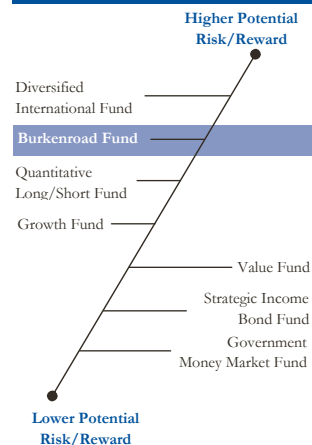 Higher Potential
Risk/Reward
Diversified
International Fund
Burkenroad Fund
Quantitative
Long/Short Fund
Growth Fund
Value Fund
Strategic Income
Bond Fund
Government
Money Market Fund
Lower Potential
Risk/Reward